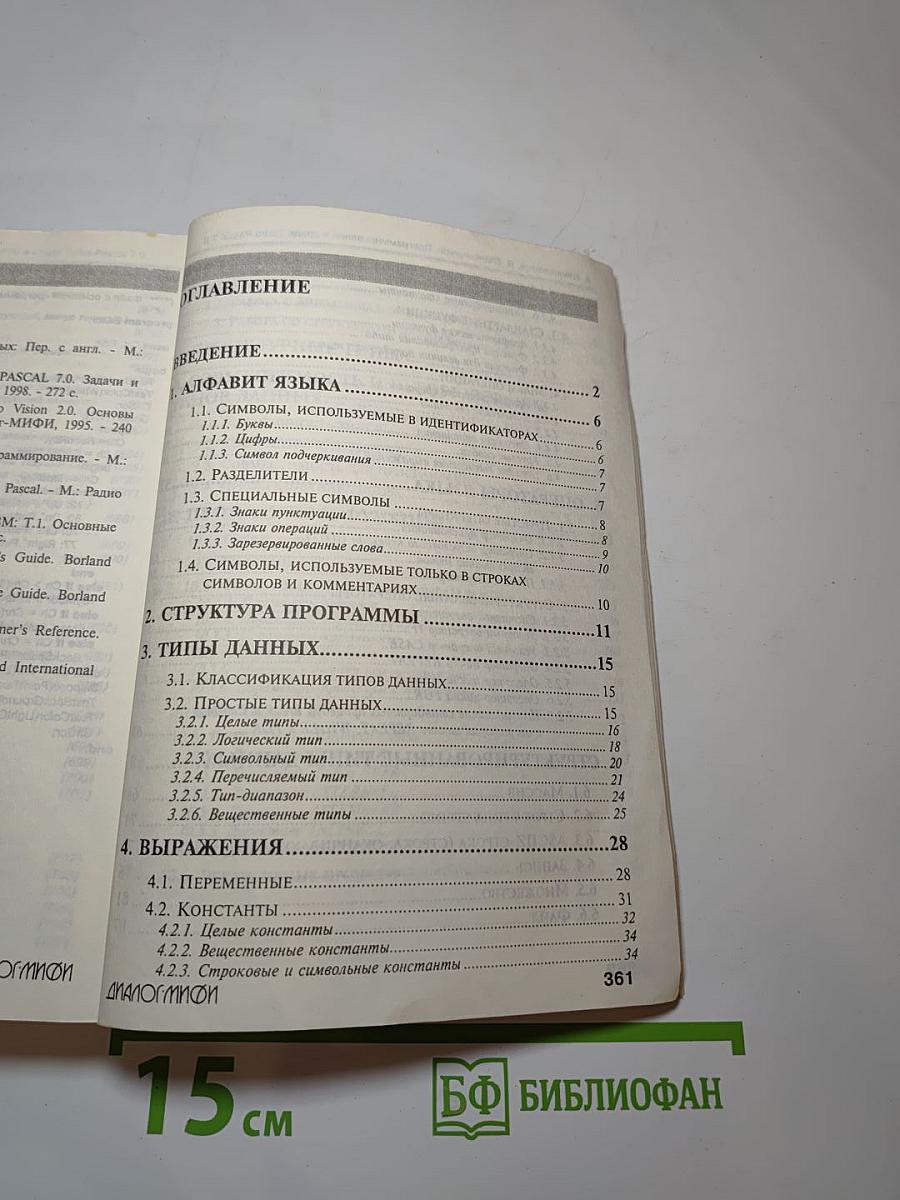 ых: Пер. с англ. - М.:
PASCAL 7.0. Задачи и
1998. - 272 с.
Vision 2.0. Основы
г-МИФИ, 1995. - 240
раммирование. - М.:
Pascal. - М.: Радио
ВМ: Т.1. Основные
с.
's Guide. Borland
e Guide. Borland
mer's Reference.
d International
ОГ-МИФИ
ОГЛАВЛЕНИЕ
ВВЕДЕНИЕ.......... 2
1. АЛФАВИТ ЯЗЫКА.......... 6
1.1. СИМВОЛЫ, ИСПОЛЬЗУЕМЫЕ В ИДЕНТИФИКАТОРАХ.......... 6
1.1.1. Буквы.......... 6
1.1.2. Цифры.......... 7
1.1.3. Символ подчеркивания.......... 7
1.2. РАЗДЕЛИТЕЛИ.......... 7
1.3. СПЕЦИАЛЬНЫЕ СИМВОЛЫ.......... 8
1.3.1. Знаки пунктуации.......... 8
1.3.2. Знаки операций.......... 9
1.3.3. Зарезервированные слова.......... 10
1.4. СИМВОЛЫ, ИСПОЛЬЗУЕМЫЕ ТОЛЬКО В СТРОКАХ
СИМВОЛОВ И КОММЕНТАРИЯХ.......... 10
2. СТРУКТУРА ПРОГРАММЫ.......... 11
3. ТИПЫ ДАННЫХ.......... 15
3.1. КЛАССИФИКАЦИЯ ТИПОВ ДАННЫХ.......... 15
3.2. ПРОСТЫЕ ТИПЫ ДАННЫХ.......... 15
3.2.1. Целые типы.......... 16
3.2.2. Логический тип.......... 18
3.2.3. Символьный тип.......... 20
3.2.4. Перечисляемый тип.......... 21
3.2.5. Тип-диапазон.......... 24
3.2.6. Вещественные типы.......... 25
4. ВЫРАЖЕНИЯ.......... 28
4.1. ПЕРЕМЕННЫЕ.......... 28
4.2. КОНСТАНТЫ.......... 31
4.2.1. Целые константы.......... 32
4.2.2. Вещественные константы.......... 34
4.2.3. Строковые и символьные константы.......... 34
ДИАЛОГ-МИФИ 361
15 см
БФ БИБЛИОФАН